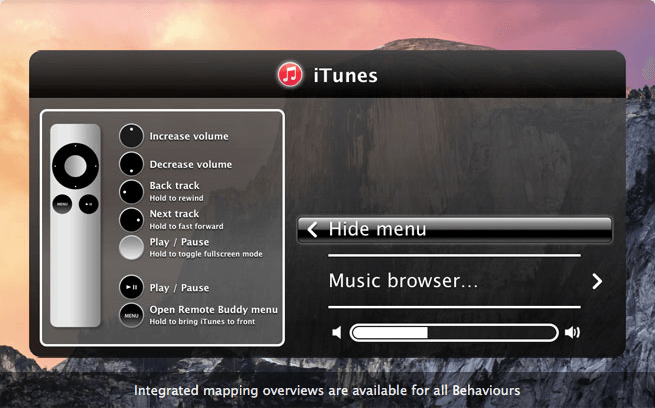 iTunes
Increase volume
Decrease volume
Back track
Hold to rewind
Next track
Hold to fast forward
Play / Pause
Hold to toggle fullscreen mode
Play / Pause
MENU
Open Remote Buddy menu
Hold to bring iTunes to front
MENU
Hide menu
Music browser...
Integrated mapping overviews are available for all Behaviours